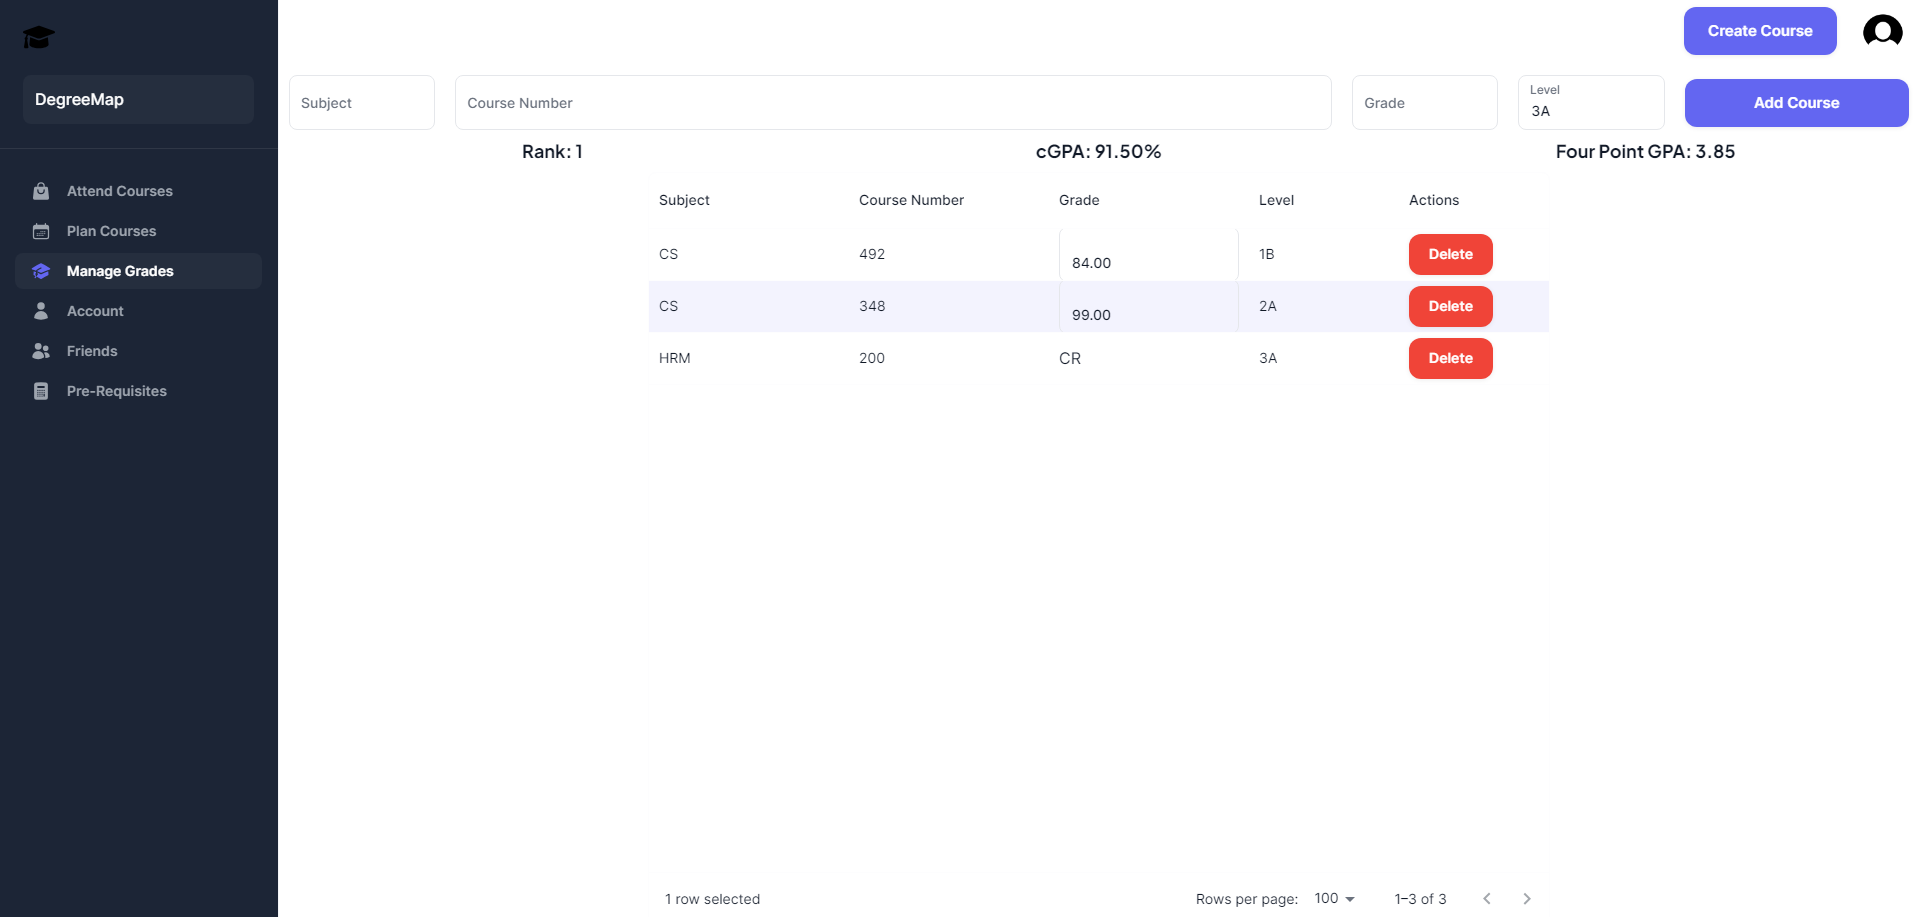 Create Course
DegreeMap
Subject
Course Number
Grade
Level
3A
Add Course
Rank: 1
cGPA: 91.50%
Four Point GPA: 3.85
Attend Courses
Plan Courses
Manage Grades
Account
Friends
Pre-Requisites
Subject Course Number Grade Level Actions
CS 492 84.00 1B Delete
CS 348 99.00 2A Delete
HRM 200 CR 3A Delete
1 row selected
Rows per page: 100 1–3 of 3